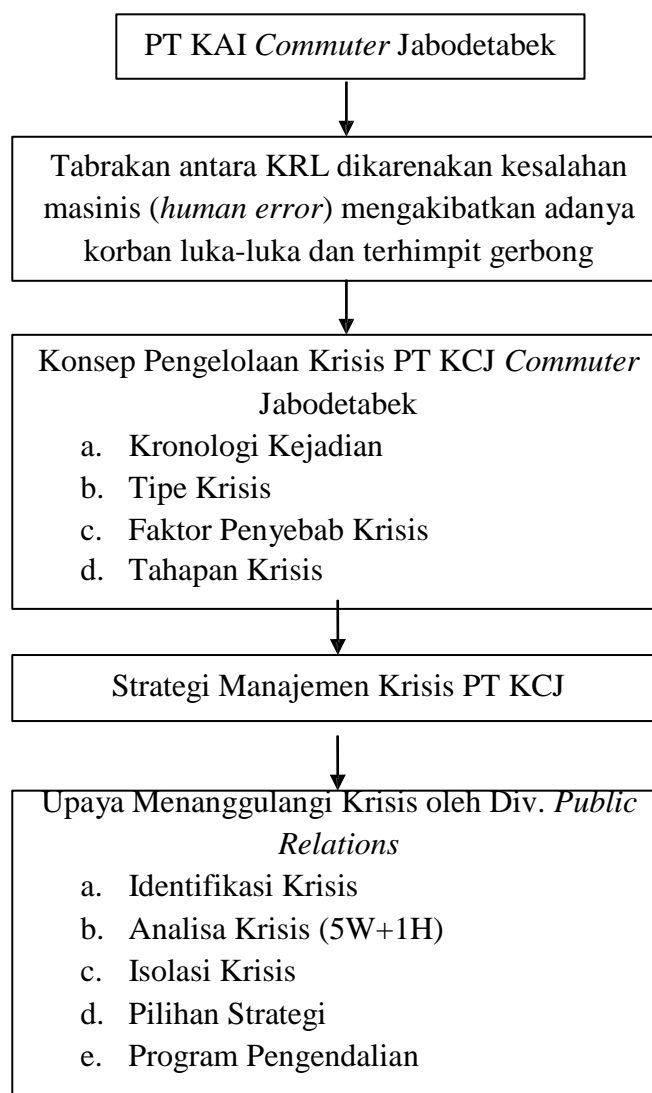 PT KAI Commuter Jabodetabek
Tabrakan antara KRL dikarenakan kesalahan
masinis (human error) mengakibatkan adanya
korban luka-luka dan terhimpit gerbong
Konsep Pengelolaan Krisis PT KCJ Commuter
Jabodetabek
a. Kronologi Kejadian
b. Tipe Krisis
c. Faktor Penyebab Krisis
d. Tahapan Krisis
Strategi Manajemen Krisis PT KCJ
Upaya Menanggulangi Krisis oleh Div. Public
Relations
a. Identifikasi Krisis
b. Analisa Krisis (5W+1H)
c. Isolasi Krisis
d. Pilihan Strategi
e. Program Pengendalian